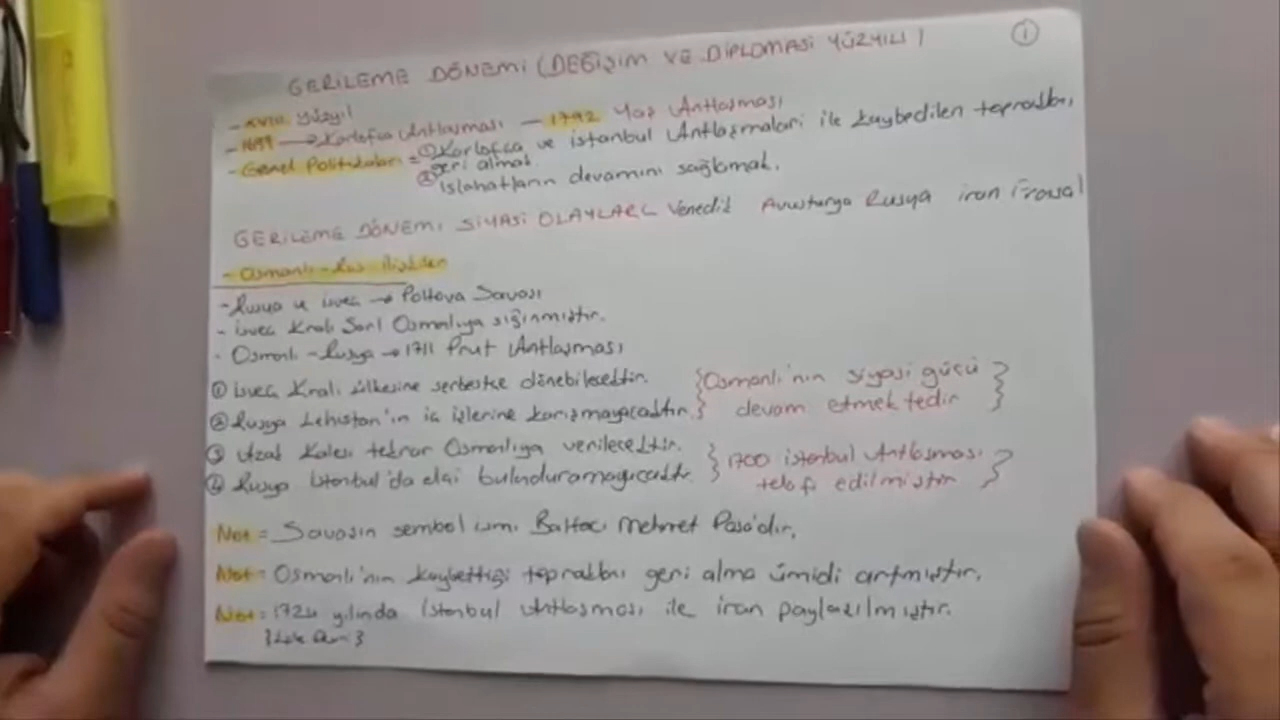 ①
GERİLEME DÖNEMİ (DEĞİŞİM VE DİPLOMASİ YÜZYILI)
- XVIII. yüzyıl
- 1699 → Karlofça Antlaşması - 1792 Yaş Antlaşması
- Genel Politikaları = ① Karlofça ve İstanbul Antlaşmaları ile kaybedilen toprakları
geri almak.
② Islahatların devamını sağlamak.
GERİLEME DÖNEMİ SİYASİ OLAYLARI Venedik Avusturya Rusya İran Fransa
- Osmanlı - Rus İlişkileri
- Rusya ve İsveç → Poltova Savaşı
- İsveç Kralı Şarl Osmanlıya sığınmıştır.
- Osmanlı - Rusya → 1711 Prut Antlaşması
① İsveç Kralı ülkesine serbestçe dönebilecektir.
② Rusya Lehistan'ın iç işlerine karışmayacaktır.
} Osmanlı'nın siyasi gücü
devam etmektedir }
③ Azak Kalesi tekrar Osmanlıya verilecektir.
④ Rusya İstanbul'da elçi bulunduramayacaktır.
} 1700 İstanbul Antlaşması
telafi edilmiştir }
Not = Savaşın sembol ismi Baltacı Mehmet Paşa'dır.
Not = Osmanlı'nın kaybettiği toprakları geri alma ümidi artmıştır.
Not = 1724 yılında İstanbul Antlaşması ile İran paylaşılmıştır.